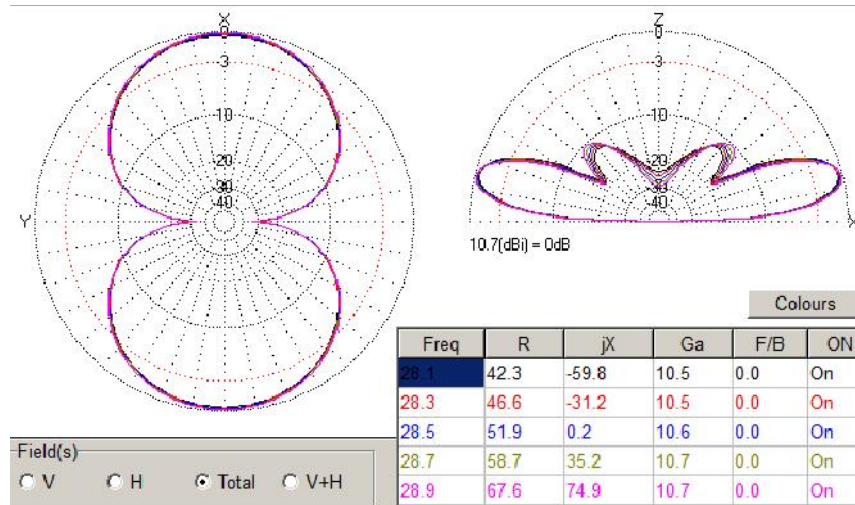 X
0
-3
-10
-20
-30
-40
Y
Z
0
-3
-10
-20
-30
-40
X
10.7(dBi) = 0dB
Colours
Freq R jX Ga F/B ON
28.1 42.3 -59.8 10.5 0.0 On
28.3 46.6 -31.2 10.5 0.0 On
28.5 51.9 0.2 10.6 0.0 On
28.7 58.7 35.2 10.7 0.0 On
28.9 67.6 74.9 10.7 0.0 On
Field(s)
V H Total V+H